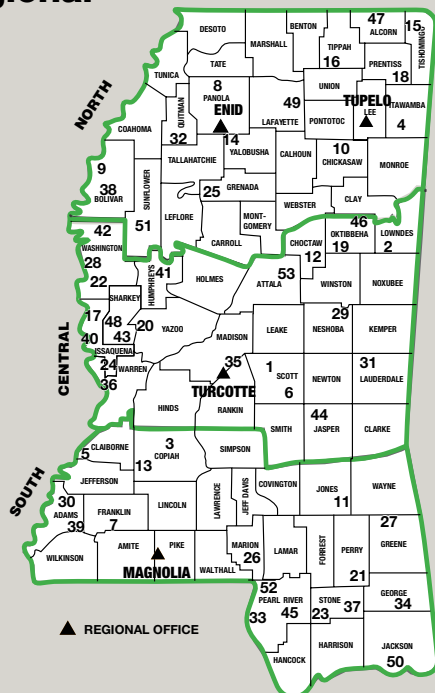 gional
NORTH
CENTRAL
SOUTH
DESOTO
BENTON
47
ALCORN
15
TISHOMINGO
MARSHALL
TIPPAH
16
TATE
PRENTISS
18
TUNICA
8
PANOLA
ENID
UNION
49
LAFAYETTE
PONTOTOC
TUPELO
LEE
ITAWAMBA
4
QUITMAN
32
COAHOMA
14
YALOBUSHA
TALLAHATCHIE
CALHOUN
10
CHICKASAW
MONROE
9
38
BOLIVAR
SUNFLOWER
51
25
GRENADA
LEFLORE
WEBSTER
CLAY
MONT-
GOMERY
CARROLL
42
WASHINGTON
28
22
CHOCTAW
12
46
OKTIBBEHA
19
LOWNDES
2
HUMPHREYS
41
HOLMES
53
ATTALA
WINSTON
NOXUBEE
SHARKEY
17
48
20
YAZOO
29
40
43
ISSAQUENA
MADISON
LEAKE
NESHOBA
KEMPER
24
WARREN
36
35
TURCOTTE
1
SCOTT
6
NEWTON
31
LAUDERDALE
HINDS
RANKIN
SMITH
44
JASPER
CLARKE
5
CLAIBORNE
3
COPIAH
13
SIMPSON
JEFFERSON
COVINGTON
JONES
11
WAYNE
30
ADAMS
39
FRANKLIN
7
LINCOLN
LAWRENCE
JEFF DAVIS
27
GREENE
WILKINSON
AMITE
PIKE
MAGNOLIA
WALTHALL
MARION
26
LAMAR
FORREST
PERRY
21
52
PEARL RIVER
33
45
STONE
23
37
GEORGE
34
HANCOCK
HARRISON
JACKSON
50
REGIONAL OFFICE